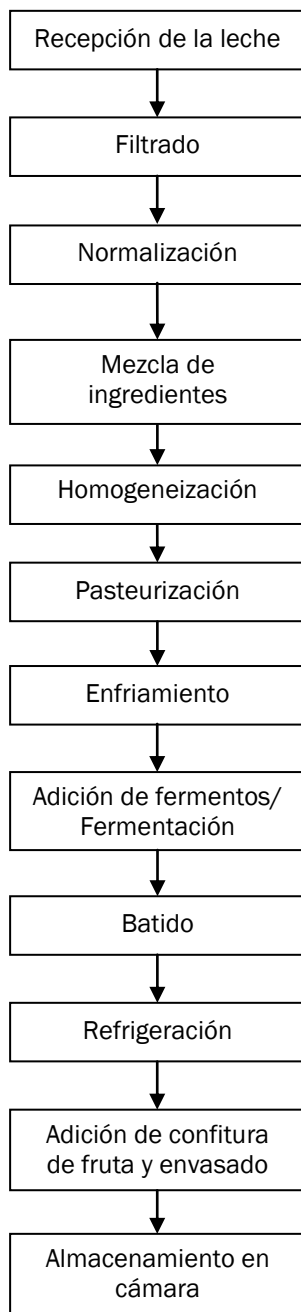 Recepción de la leche
Filtrado
Normalización
Mezcla de
ingredientes
Homogeneización
Pasteurización
Enfriamiento
Adición de fermentos/
Fermentación
Batido
Refrigeración
Adición de confitura
de fruta y envasado
Almacenamiento en
cámara